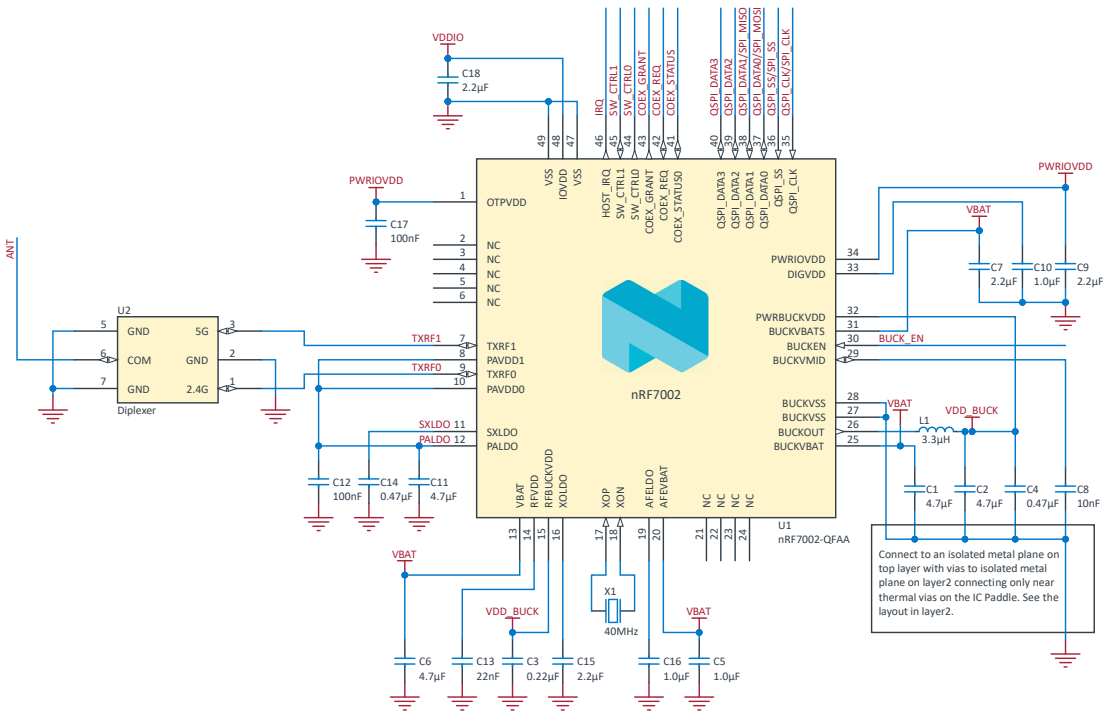 VDDIO
C18
2.2µF
49
48
47
VSS
IOVDD
VSS
IRQ
SW_CTRL1
SW_CTRL0
COEX_GRANT
COEX_REQ
COEX_STATUS
46
45
44
43
42
41
HOST_IRQ
SW_CTRL1
SW_CTRL0
COEX_GRANT
COEX_REQ
COEX_STATUS0
QSPI_DATA3
QSPI_DATA2
QSPI_DATA1/SPI_MISO
QSPI_DATA0/SPI_MOSI
QSPI_SS/SPI_SS
QSPI_CLK/SPI_CLK
40
39
38
37
36
35
QSPI_DATA3
QSPI_DATA2
QSPI_DATA1
QSPI_DATA0
QSPI_SS
QSPI_CLK
PWRIOVDD
C17
100nF
1
OTPVDD
2
NC
3
NC
4
NC
5
NC
6
NC
ANT
U2
5
GND
5G
3
6
COM
GND
2
7
GND
2.4G
1
Diplexer
TXRF1
7
TXRF1
8
PAVDD1
TXRF0
9
TXRF0
10
PAVDD0
SXLDO
11
SXLDO
PALDO
12
PALDO
C12
100nF
C14
0.47µF
C11
4.7µF
nRF7002
PWRIOVDD
VBAT
C7
2.2µF
C10
1.0µF
C9
2.2µF
PWRIOVDD
34
DIGVDD
33
PWRBUCKVDD
32
BUCKVBATS
31
BUCKEN
30
BUCK_EN
BUCKVMID
29
BUCKVSS
28
BUCKVSS
27
BUCKOUT
26
BUCKVBAT
25
VBAT
L1
3.3µH
VDD_BUCK
C1
4.7µF
C2
4.7µF
C4
0.47µF
C8
10nF
VBAT
RFVDD
RFBUCKVDD
XOLDO
XOP
XON
AFELDO
AFEVBAT
NC
NC
NC
NC
13
14
15
16
17
18
19
20
21
22
23
24
U1
nRF7002-QFAA
Connect to an isolated metal plane on
top layer with vias to isolated metal
plane on layer2 connecting only near
thermal vias on the IC Paddle. See the
layout in layer2.
VBAT
C6
4.7µF
C13
22nF
VDD_BUCK
C3
0.22µF
C15
2.2µF
X1
40MHz
C16
1.0µF
VBAT
C5
1.0µF